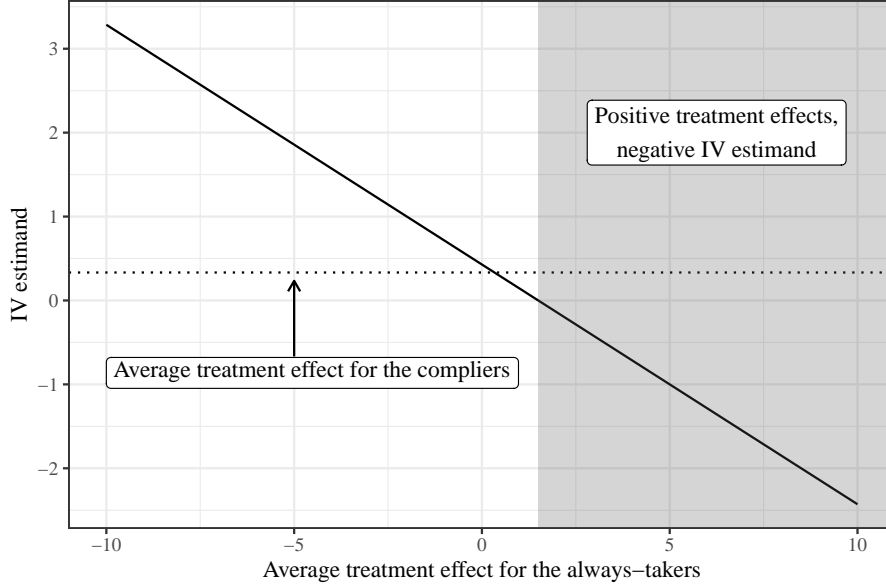 3
2
1
0
−1
−2
IV estimand
Positive treatment effects,
negative IV estimand
Average treatment effect for the compliers
−10
−5
0
5
10
Average treatment effect for the always−takers